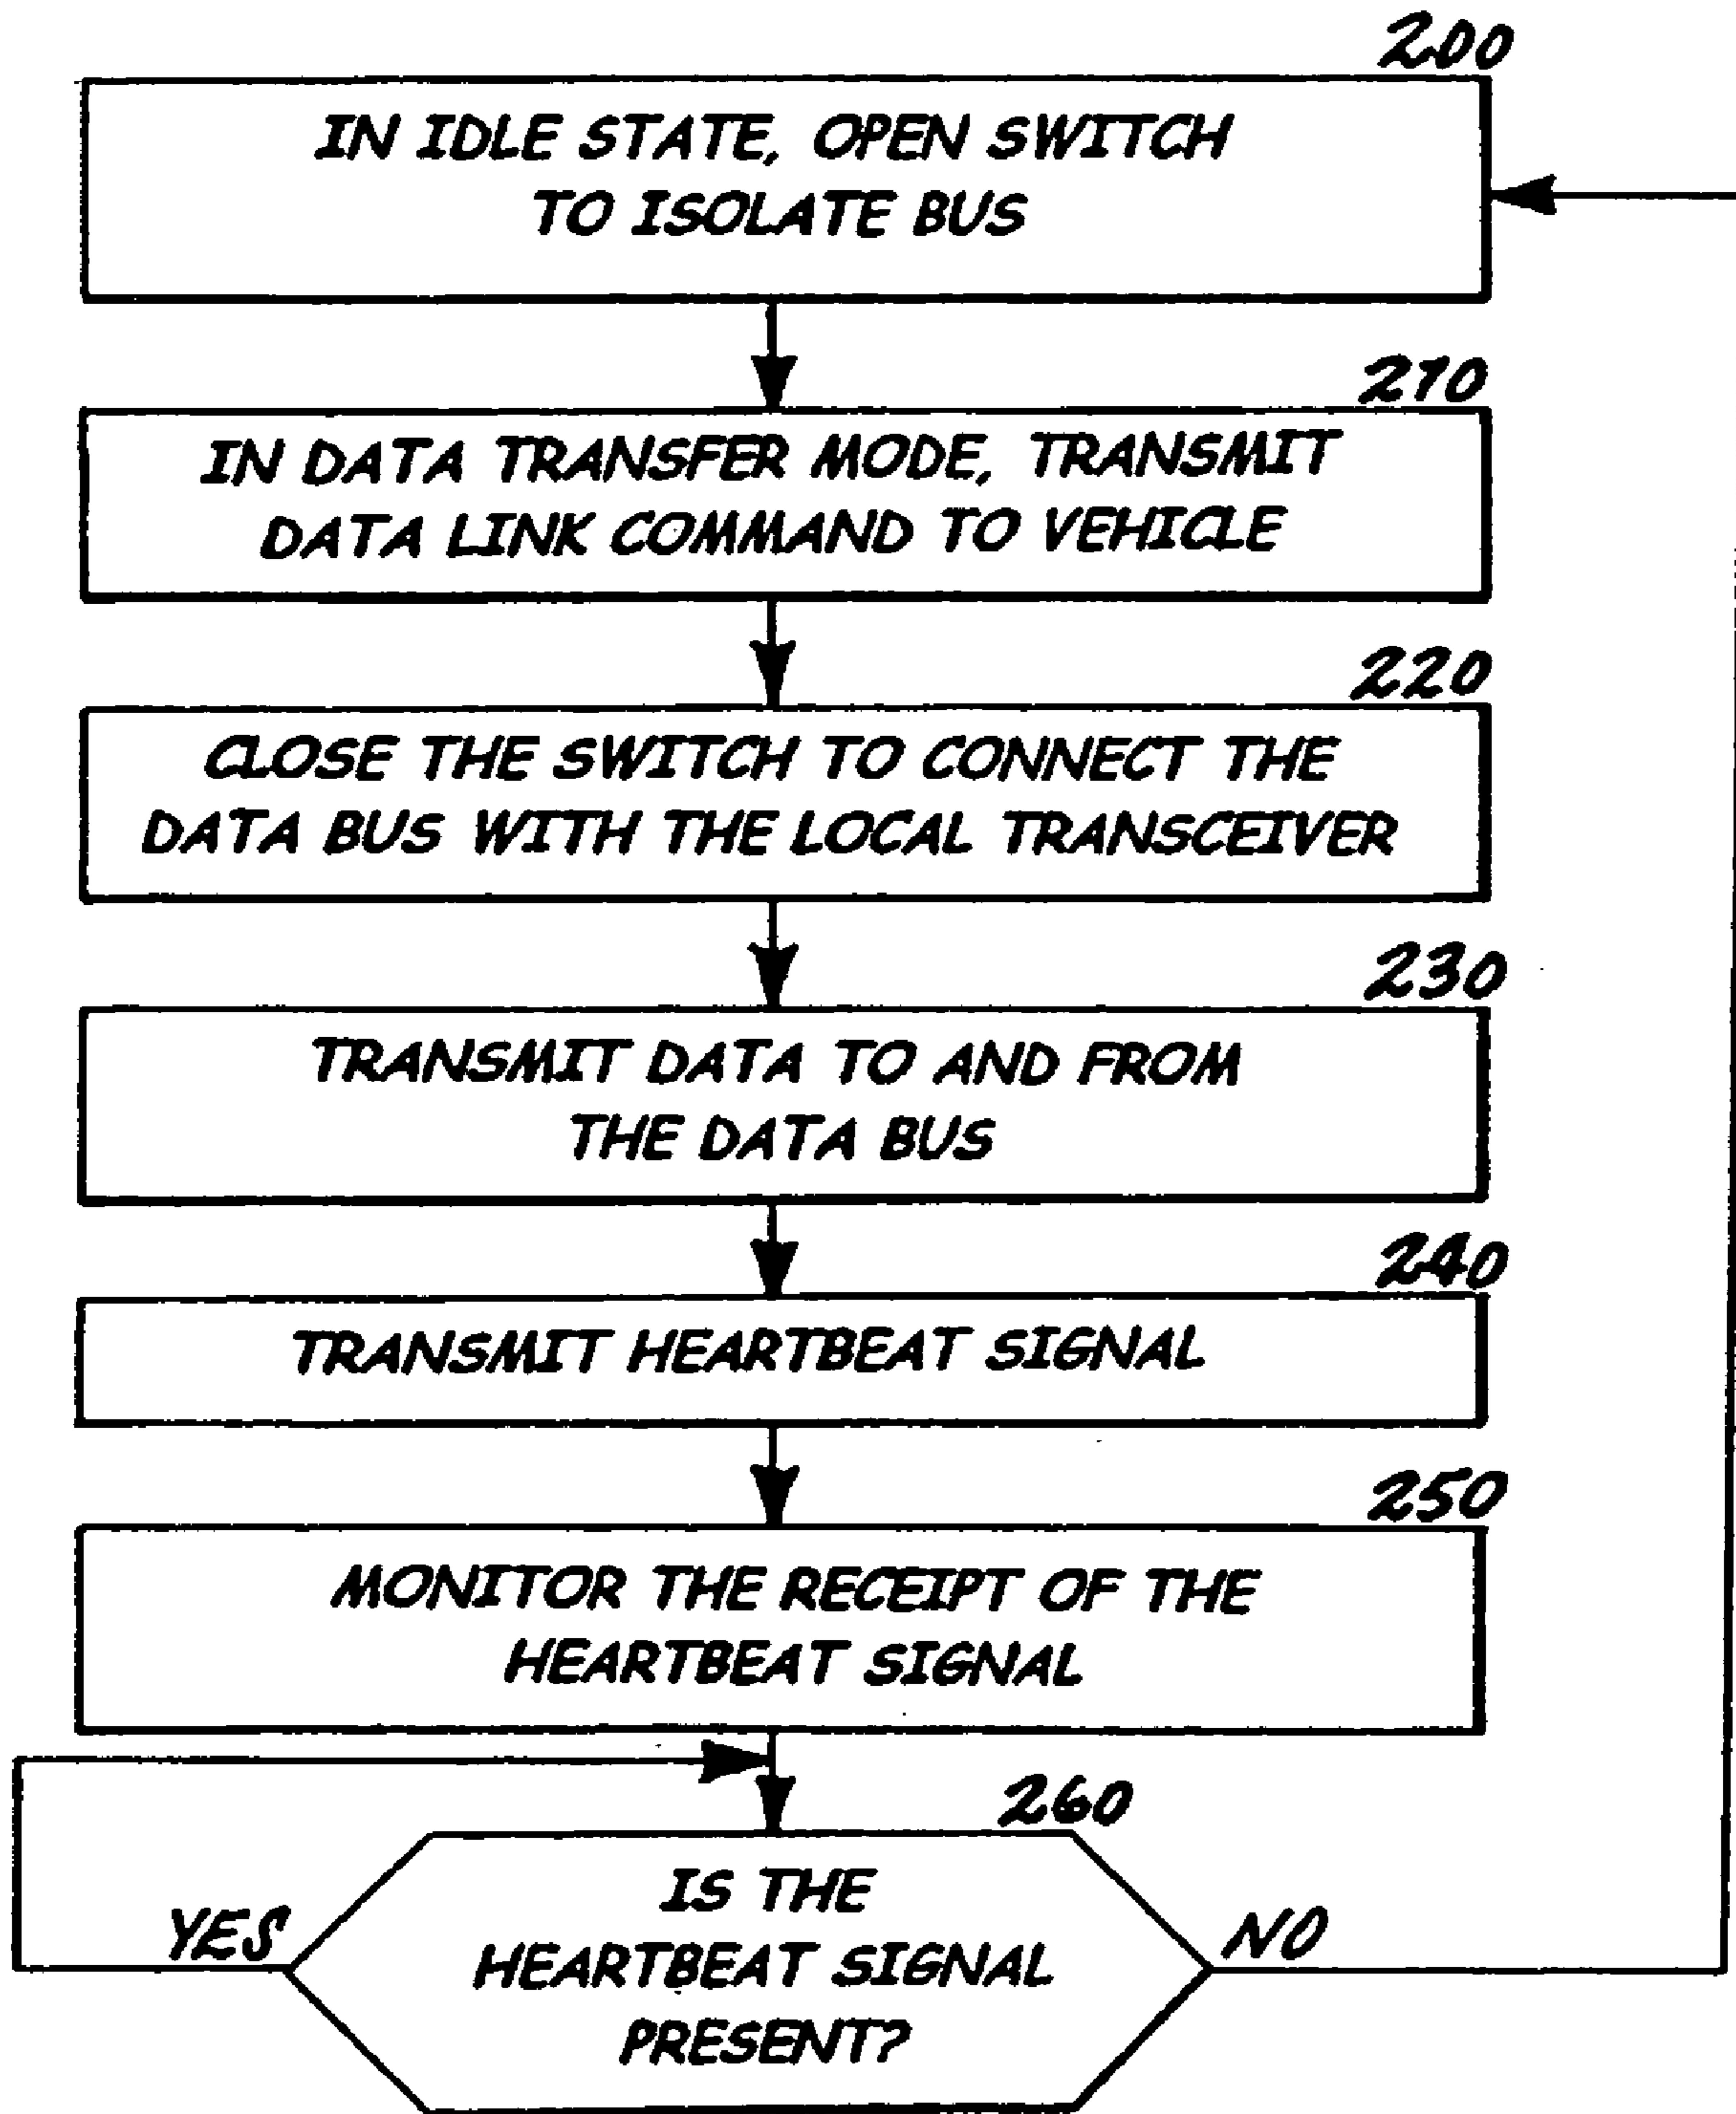 200
IN IDLE STATE, OPEN SWITCH
TO ISOLATE BUS
210
IN DATA TRANSFER MODE, TRANSMIT
DATA LINK COMMAND TO VEHICLE
220
CLOSE THE SWITCH TO CONNECT THE
DATA BUS WITH THE LOCAL TRANSCEIVER
230
TRANSMIT DATA TO AND FROM
THE DATA BUS
240
TRANSMIT HEARTBEAT SIGNAL
250
MONITOR THE RECEIPT OF THE
HEARTBEAT SIGNAL
260
IS THE
HEARTBEAT SIGNAL
PRESENT?
YES
NO